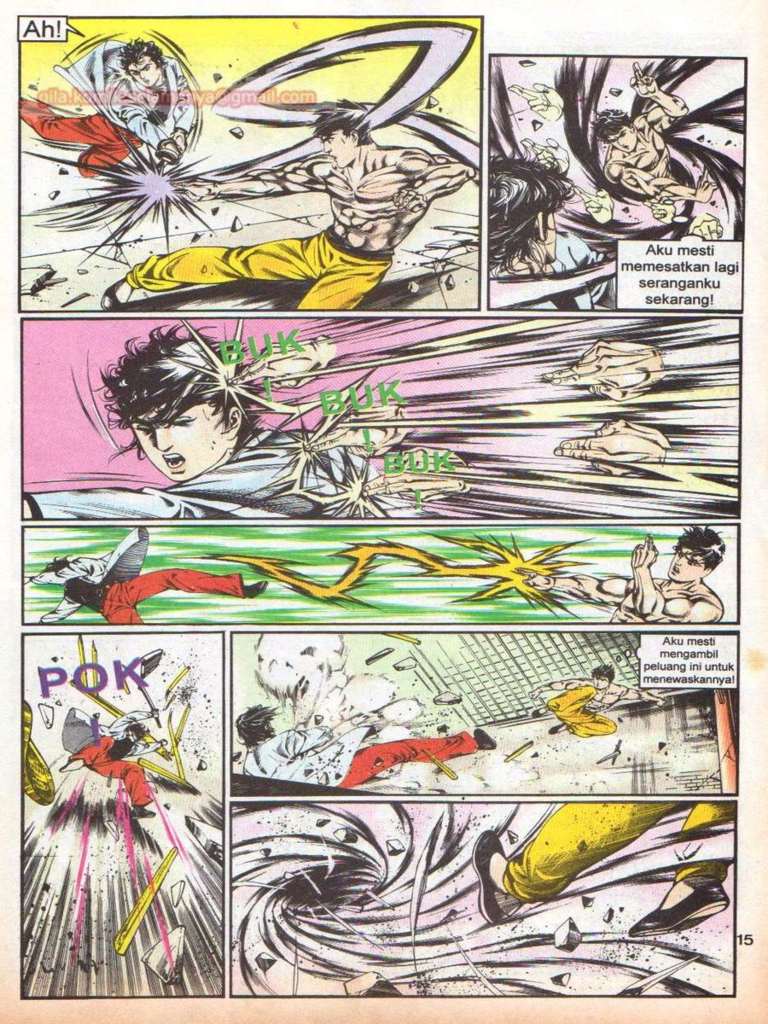 Ah!
Aku mesti
memesatkan lagi
seranganku
sekarang!
BUK
!
BUK
!
BUK
!
POK
!
Aku mesti
mengambil
peluang ini untuk
menewaskannya!
15